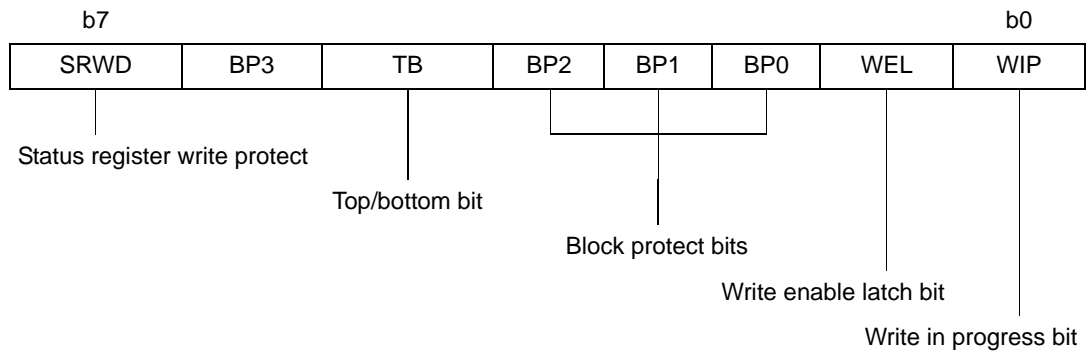 b7 b0
SRWD BP3 TB BP2 BP1 BP0 WEL WIP
Status register write protect
Top/bottom bit
Block protect bits
Write enable latch bit
Write in progress bit